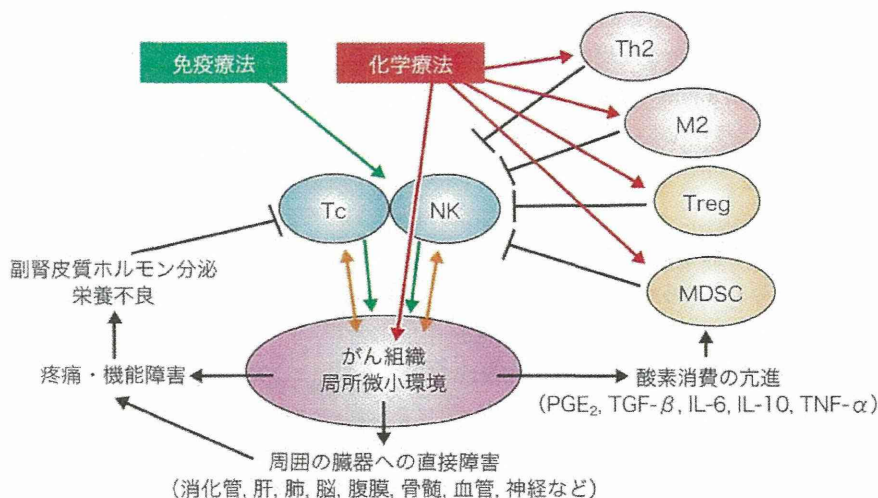 免疫療法
化学療法
Th2
M2
Treg
MDSC
Tc
NK
副腎皮質ホルモン分泌
栄養不良
疼痛・機能障害
がん組織
局所微小環境
酸素消費の亢進
(PGE₂, TGF-β, IL-6, IL-10, TNF-α)
周囲の臓器への直接障害
(消化管, 肝, 肺, 脳, 腹膜, 骨髄, 血管, 神経など)